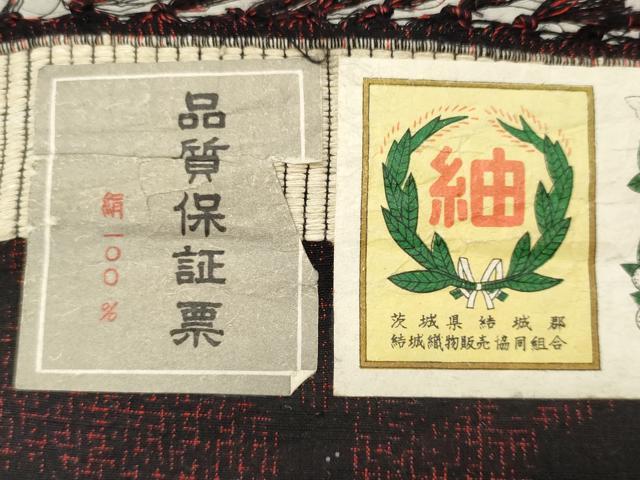 品質保証票
絹一〇〇%
紬
茨城県結城郡
結城織物販売協同組合